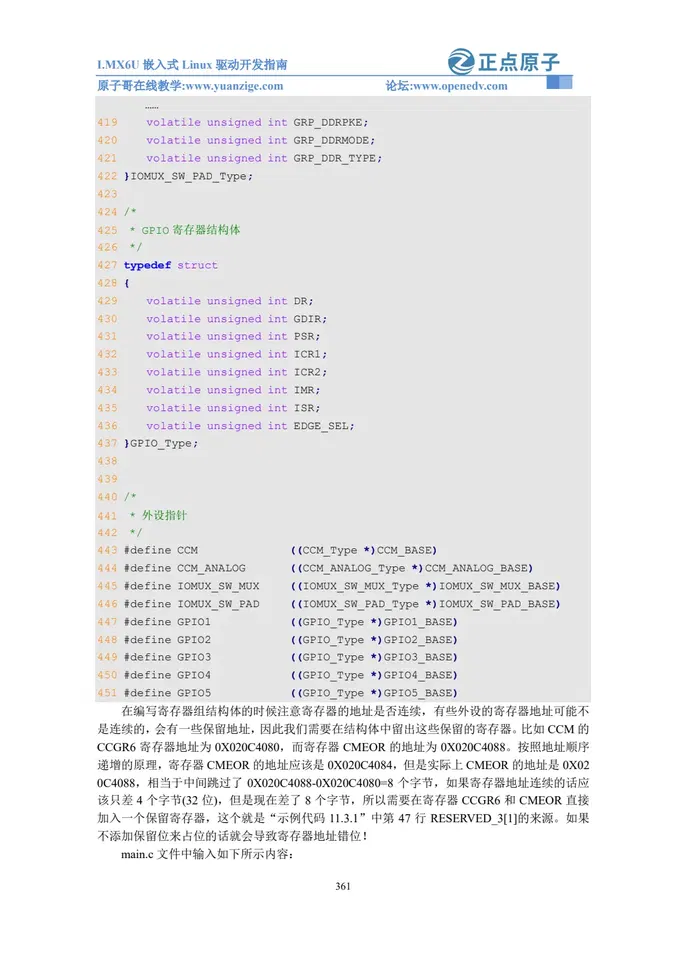 I.MX6U 嵌入式 Linux 驱动开发指南
正点原子
原子哥在线教学:www.yuanzige.com 论坛:www.openedv.com
……
419 volatile unsigned int GRP_DDRPKE;
420 volatile unsigned int GRP_DDRMODE;
421 volatile unsigned int GRP_DDR_TYPE;
422 }IOMUX_SW_PAD_Type;
423
424 /*
425 * GPIO 寄存器结构体
426 */
427 typedef struct
428 {
429 volatile unsigned int DR;
430 volatile unsigned int GDIR;
431 volatile unsigned int PSR;
432 volatile unsigned int ICR1;
433 volatile unsigned int ICR2;
434 volatile unsigned int IMR;
435 volatile unsigned int ISR;
436 volatile unsigned int EDGE_SEL;
437 }GPIO_Type;
438
439
440 /*
441 * 外设指针
442 */
443 #define CCM ((CCM_Type *)CCM_BASE)
444 #define CCM_ANALOG ((CCM_ANALOG_Type *)CCM_ANALOG_BASE)
445 #define IOMUX_SW_MUX ((IOMUX_SW_MUX_Type *)IOMUX_SW_MUX_BASE)
446 #define IOMUX_SW_PAD ((IOMUX_SW_PAD_Type *)IOMUX_SW_PAD_BASE)
447 #define GPIO1 ((GPIO_Type *)GPIO1_BASE)
448 #define GPIO2 ((GPIO_Type *)GPIO2_BASE)
449 #define GPIO3 ((GPIO_Type *)GPIO3_BASE)
450 #define GPIO4 ((GPIO_Type *)GPIO4_BASE)
451 #define GPIO5 ((GPIO_Type *)GPIO5_BASE)
在编写寄存器组结构体的时候注意寄存器的地址是否连续，有些外设的寄存器地址可能不
是连续的，会有一些保留地址，因此我们需要在结构体中留出这些保留的寄存器。比如 CCM 的
CCGR6 寄存器地址为 0X020C4080，而寄存器 CMEOR 的地址为 0X020C4088。按照地址顺序
递增的原理，寄存器 CMEOR 的地址应该是 0X020C4084，但是实际上 CMEOR 的地址是 0X02
0C4088，相当于中间跳过了 0X020C4088-0X020C4080=8 个字节，如果寄存器地址连续的话应
该只差 4 个字节(32 位)，但是现在差了 8 个字节，所以需要在寄存器 CCGR6 和 CMEOR 直接
加入一个保留寄存器，这个就是“示例代码 11.3.1”中第 47 行 RESERVED_3[1]的来源。如果
不添加保留位来占位的话就会导致寄存器地址错位！
main.c 文件中输入如下所示内容：
361